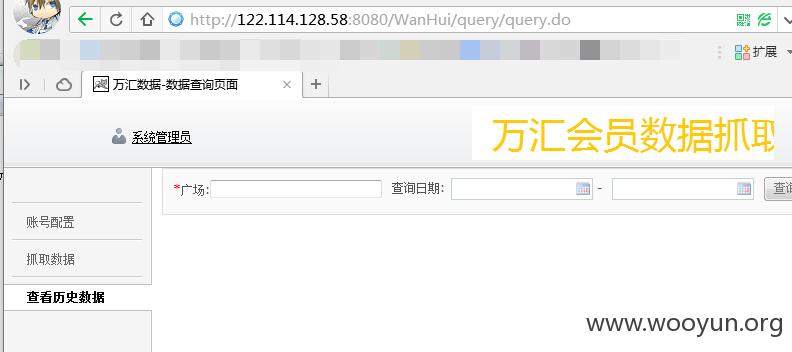 http://122.114.128.58:8080/WanHui/query/query.do
扩展
万汇数据-数据查询页面
系统管理员
万汇会员数据抓取
*广场: 查询日期: - 查询
账号配置
抓取数据
查看历史数据
www.wooyun.org